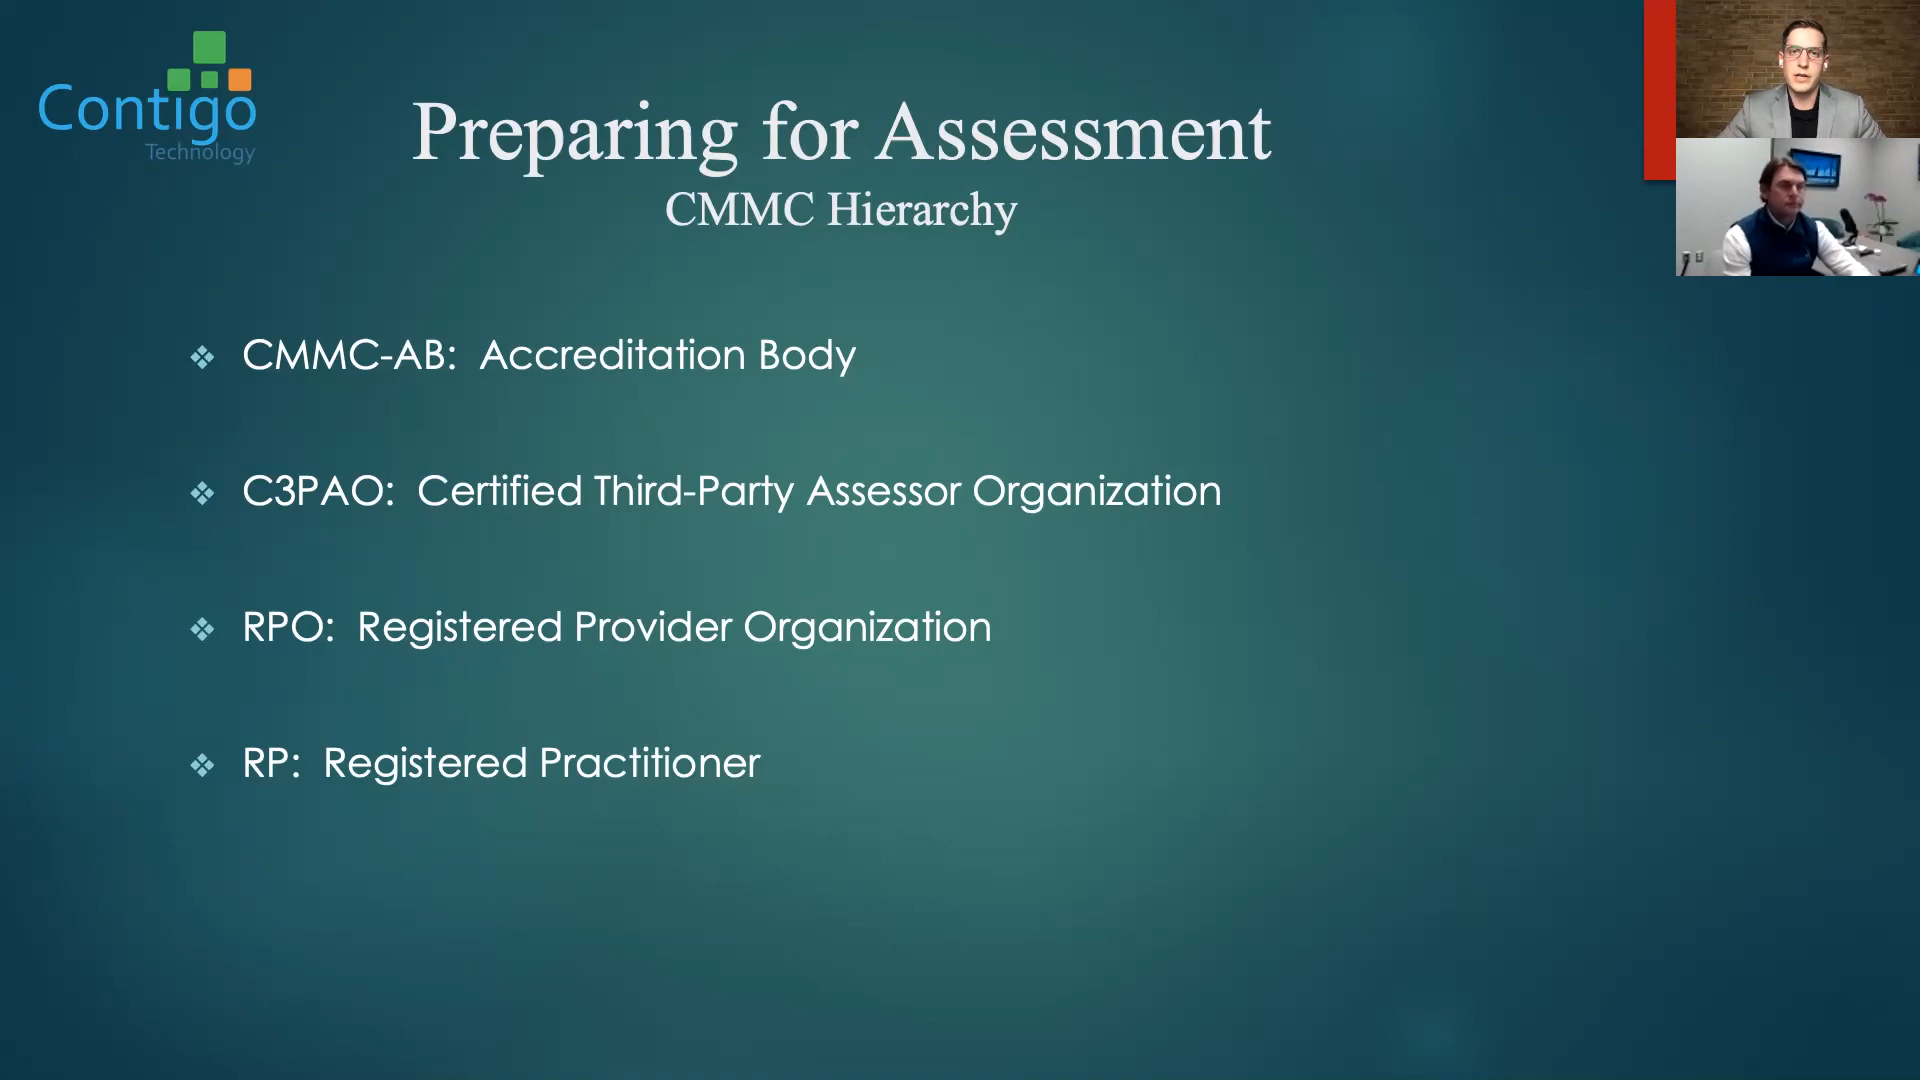 Contigo
Technology
Preparing for Assessment
CMMC Hierarchy
CMMC-AB: Accreditation Body
C3PAO: Certified Third-Party Assessor Organization
RPO: Registered Provider Organization
RP: Registered Practitioner